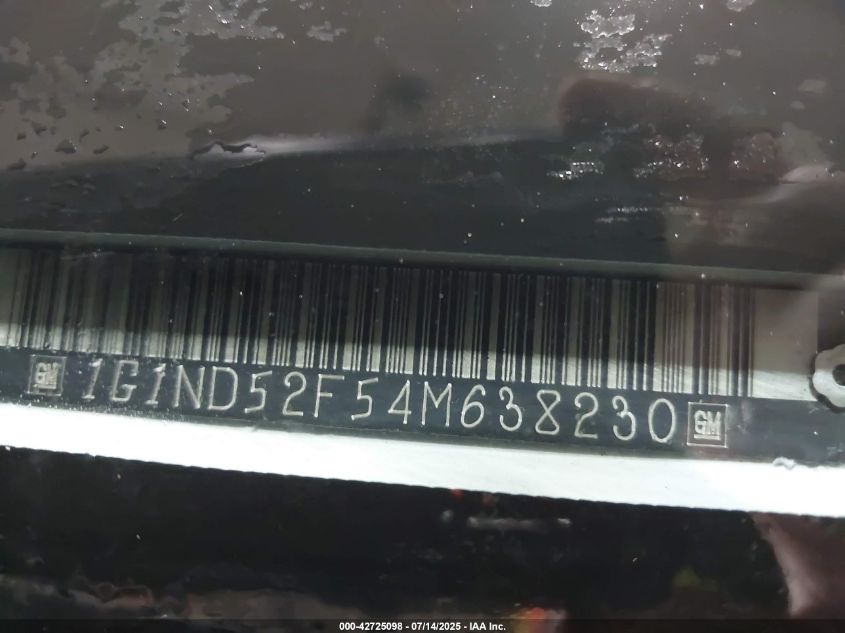 GM 1G1ND52F54M638230 GM
000-42725098 - 07/14/2025 - IAA Inc.